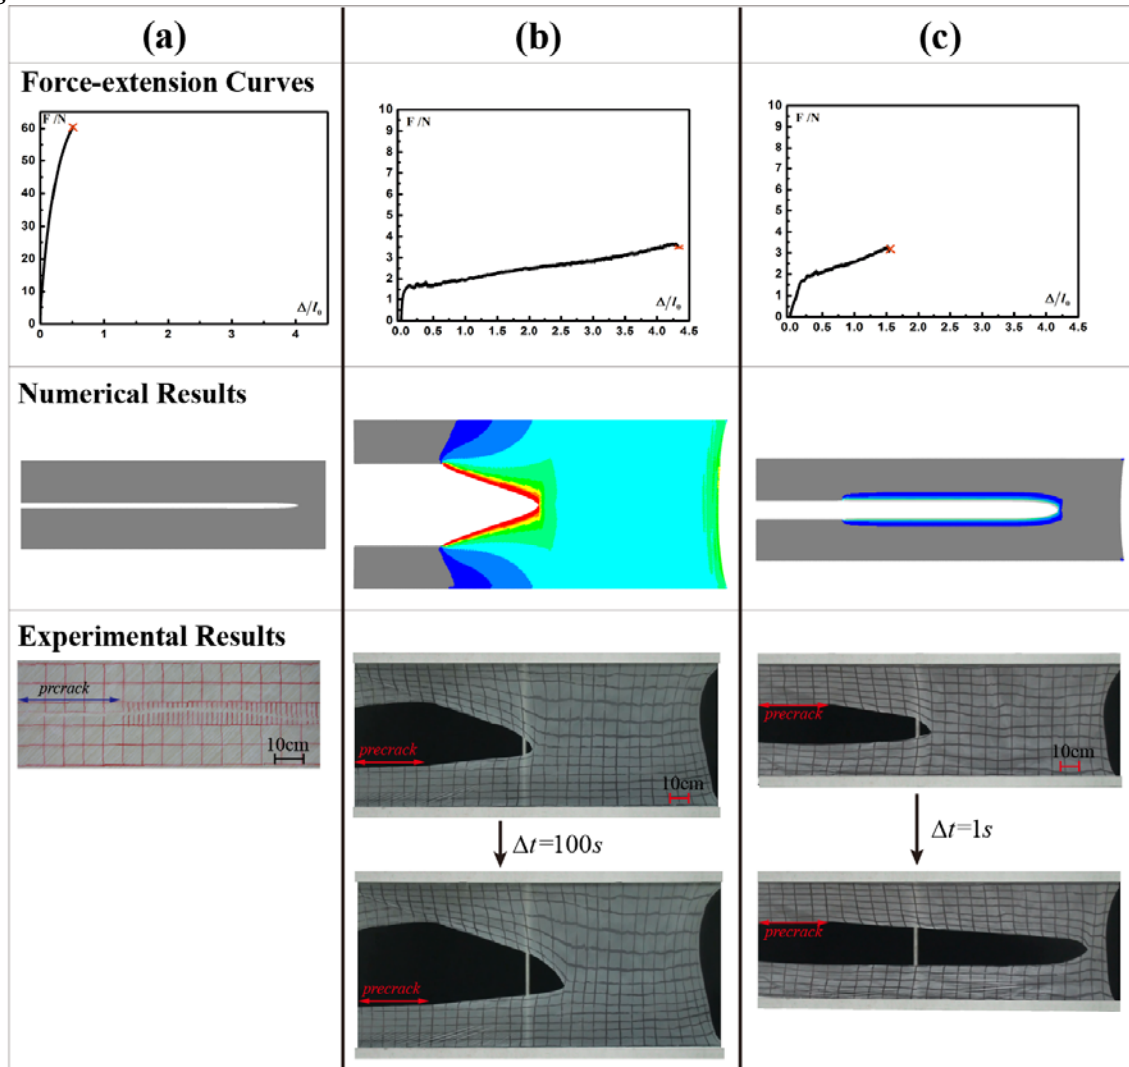 (a) (b) (c)
Force-extension Curves
F/N
60
50
40
30
20
10
0
0 1 2 3 4
Δ/l₀
F/N
10
9
8
7
6
5
4
3
2
1
0
0.0 0.5 1.0 1.5 2.0 2.5 3.0 3.5 4.0 4.5
Δ/l₀
F/N
10
9
8
7
6
5
4
3
2
1
0
0.0 0.5 1.0 1.5 2.0 2.5 3.0 3.5 4.0 4.5
Δ/l₀
Numerical Results
Experimental Results
prcrack
10cm
precrack
10cm
Δt=100s
precrack
precrack
10cm
Δt=1s
precrack